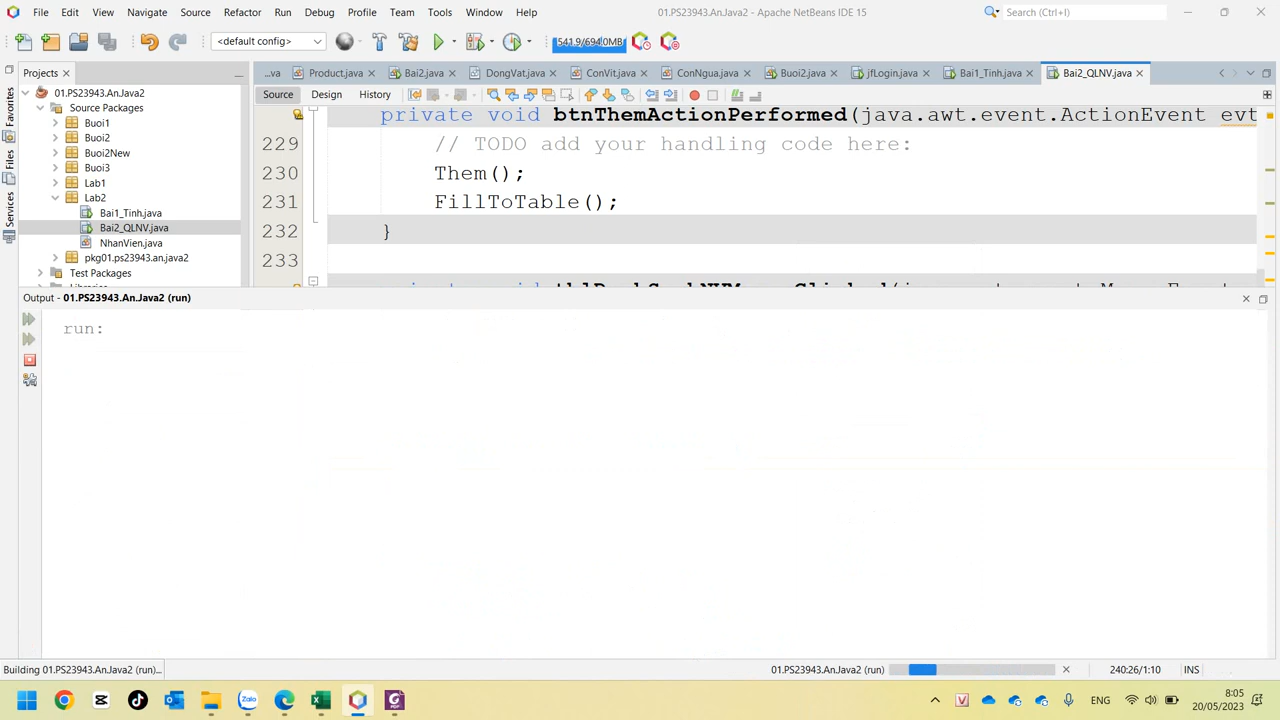 File Edit View Navigate Source Refactor Run Debug Profile Team Tools Window Help 01.PS23943.An.Java2 - Apache NetBeans IDE 15 Search (Ctrl+I)
<default config> 541.9/694.0MB
Projects ...va Product.java Bai2.java DongVat.java ConVit.java ConNgua.java Buoi2.java jfLogin.java Bai1_Tinh.java Bai2_QLNV.java
Source Design History
Favorites
Files
Services
01.PS23943.An.Java2
Source Packages
Buoi1
Buoi2
Buoi2New
Buoi3
Lab1
Lab2
Bai1_Tinh.java
Bai2_QLNV.java
NhanVien.java
pkg01.ps23943.an.java2
Test Packages
private void btnThemActionPerformed(java.awt.event.ActionEvent evt
229 // TODO add your handling code here:
230 Them();
231 FillToTable();
232 }
233
Output - 01.PS23943.An.Java2 (run)
run:
Building 01.PS23943.An.Java2 (run)... 01.PS23943.An.Java2 (run) 240:26/1:10 INS
Zalo PDF V ENG 8:05
20/05/2023